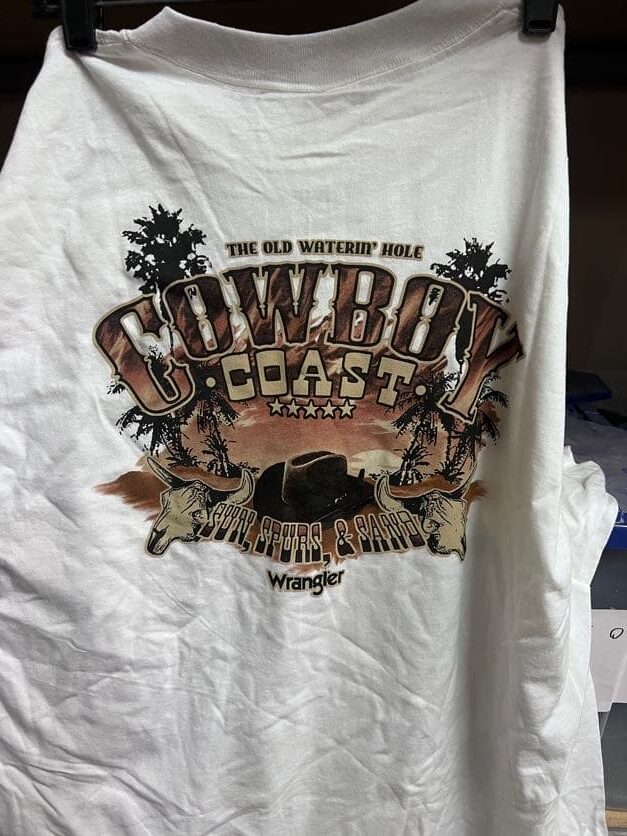 THE OLD WATERIN' HOLE
COWBOY
·COAST·
SUN, SPURS, & SAND
Wrangler
Q